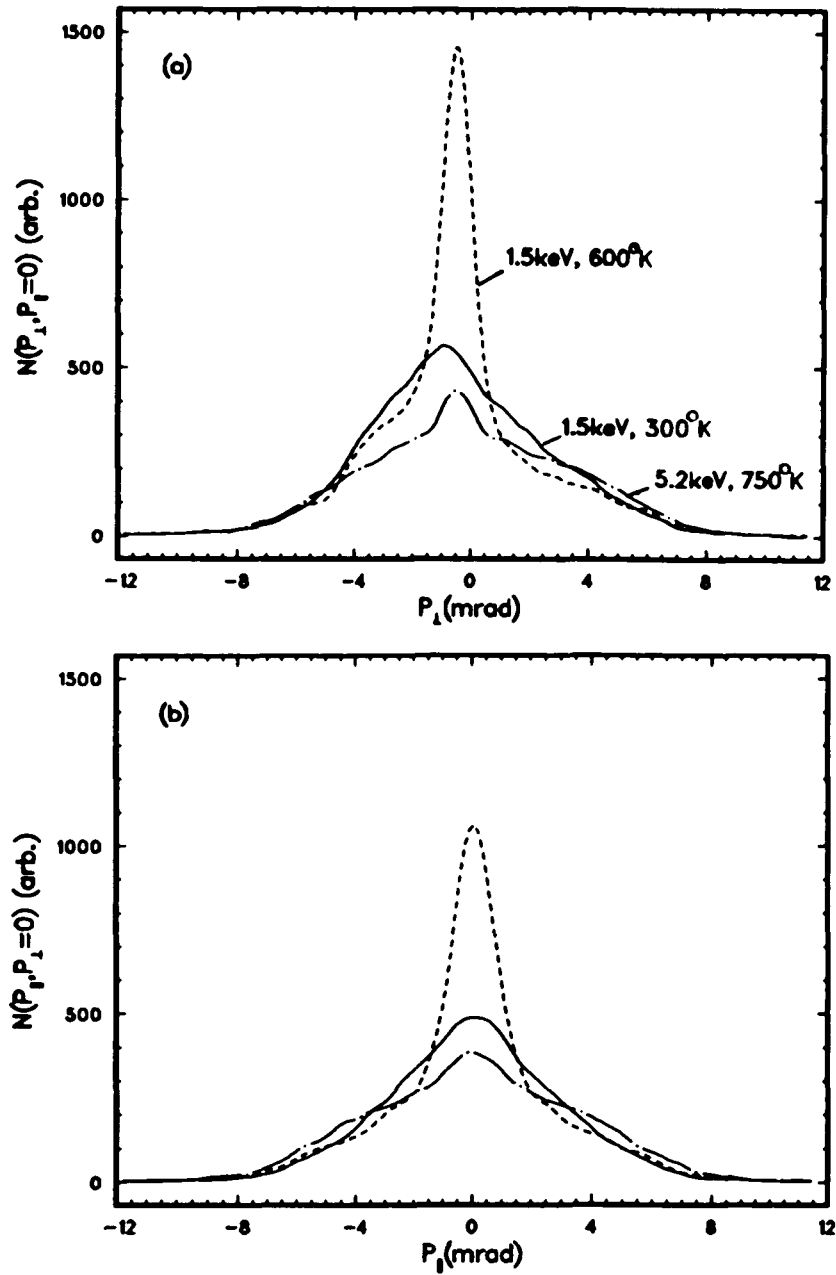 (a)
1500
1000
500
0
N(P⊥,P∥=0) (arb.)
1.5keV, 600°K
1.5keV, 300°K
5.2keV, 750°K
-12 -8 -4 0 4 8 12
P⊥(mrad)
(b)
1500
1000
500
0
N(P∥,P⊥=0) (arb.)
-12 -8 -4 0 4 8 12
P∥(mrad)